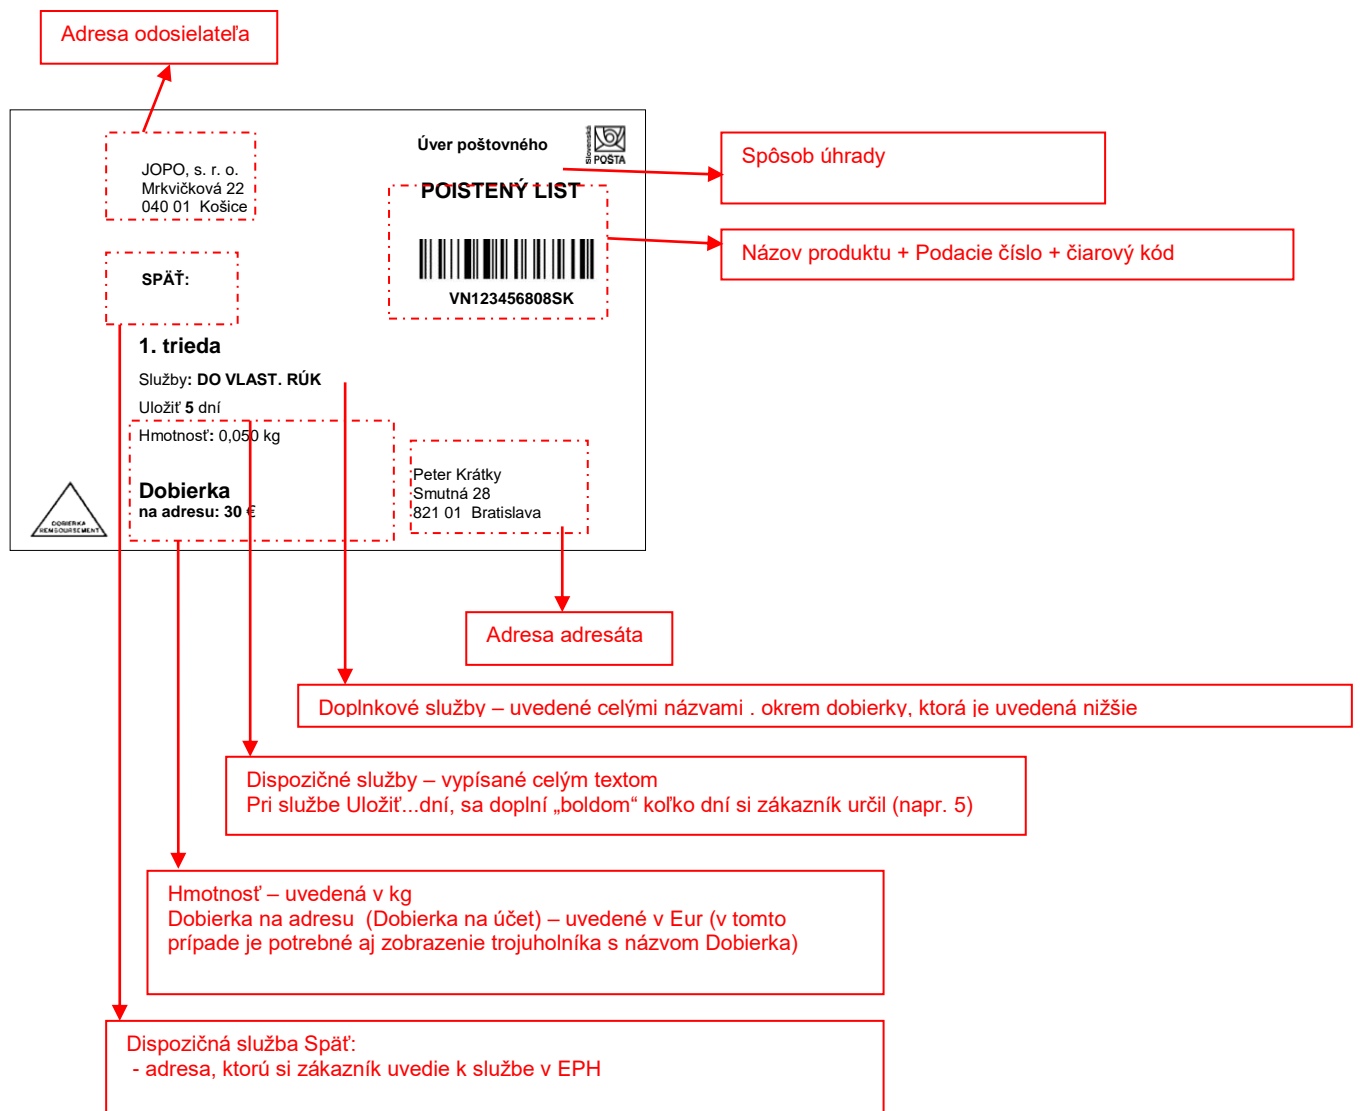 Adresa odosielateľa
JOPO, s. r. o.
Mrkvičková 22
040 01  Košice
Úver poštovného
Slovenská
POŠTA
Spôsob úhrady
POISTENÝ LIST
VN123456808SK
Názov produktu + Podacie číslo + čiarový kód
SPÄŤ:
1. trieda
Služby: DO VLAST. RÚK
Uložiť 5 dní
Hmotnosť: 0,050 kg
Dobierka
na adresu: 30 €
DOBIERKA
REMBOURSEMENT
Peter Krátky
Smutná 28
821 01  Bratislava
Adresa adresáta
Doplnkové služby – uvedené celými názvami . okrem dobierky, ktorá je uvedená nižšie
Dispozičné služby – vypísané celým textom
Pri službe Uložiť...dní, sa doplní „boldom“ koľko dní si zákazník určil (napr. 5)
Hmotnosť – uvedená v kg
Dobierka na adresu  (Dobierka na účet) – uvedené v Eur (v tomto
prípade je potrebné aj zobrazenie trojuholníka s názvom Dobierka)
Dispozičná služba Späť:
- adresa, ktorú si zákazník uvedie k službe v EPH